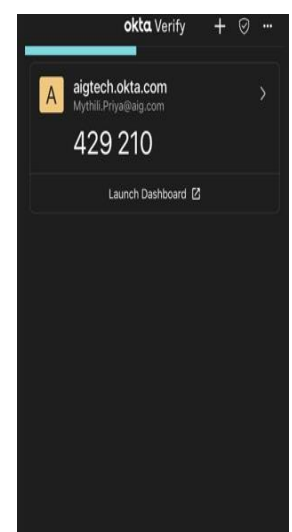 okta Verify
A
aigtech.okta.com
Mythili.Priya@aig.com
429 210
Launch Dashboard